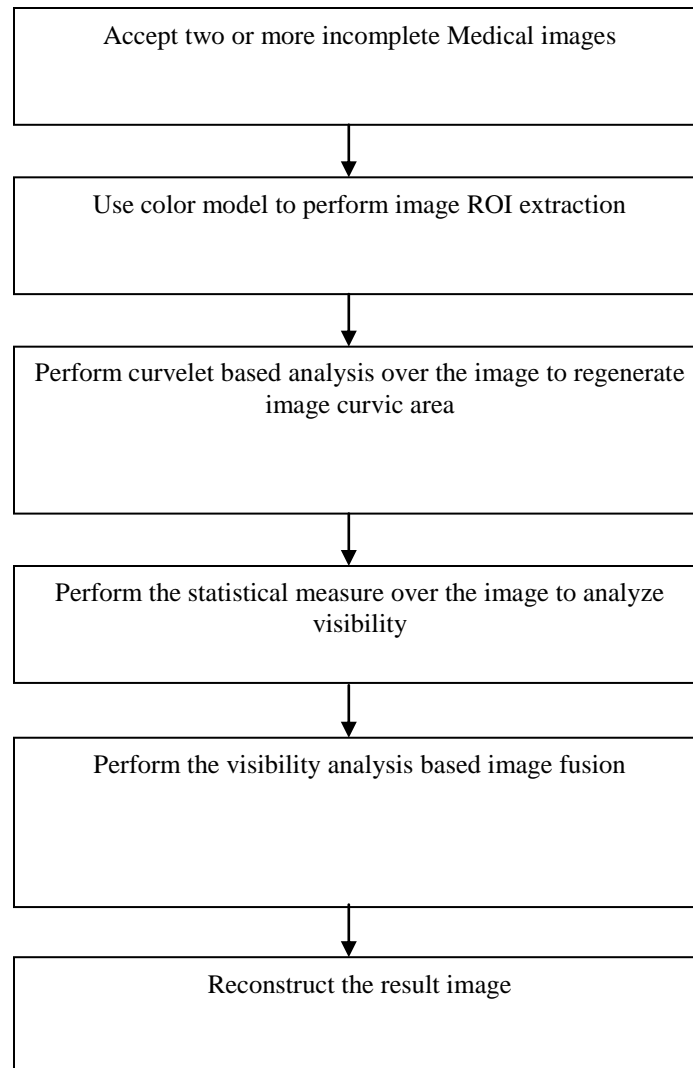 Accept two or more incomplete Medical images
Use color model to perform image ROI extraction
Perform curvelet based analysis over the image to regenerate
image curvic area
Perform the statistical measure over the image to analyze
visibility
Perform the visibility analysis based image fusion
Reconstruct the result image